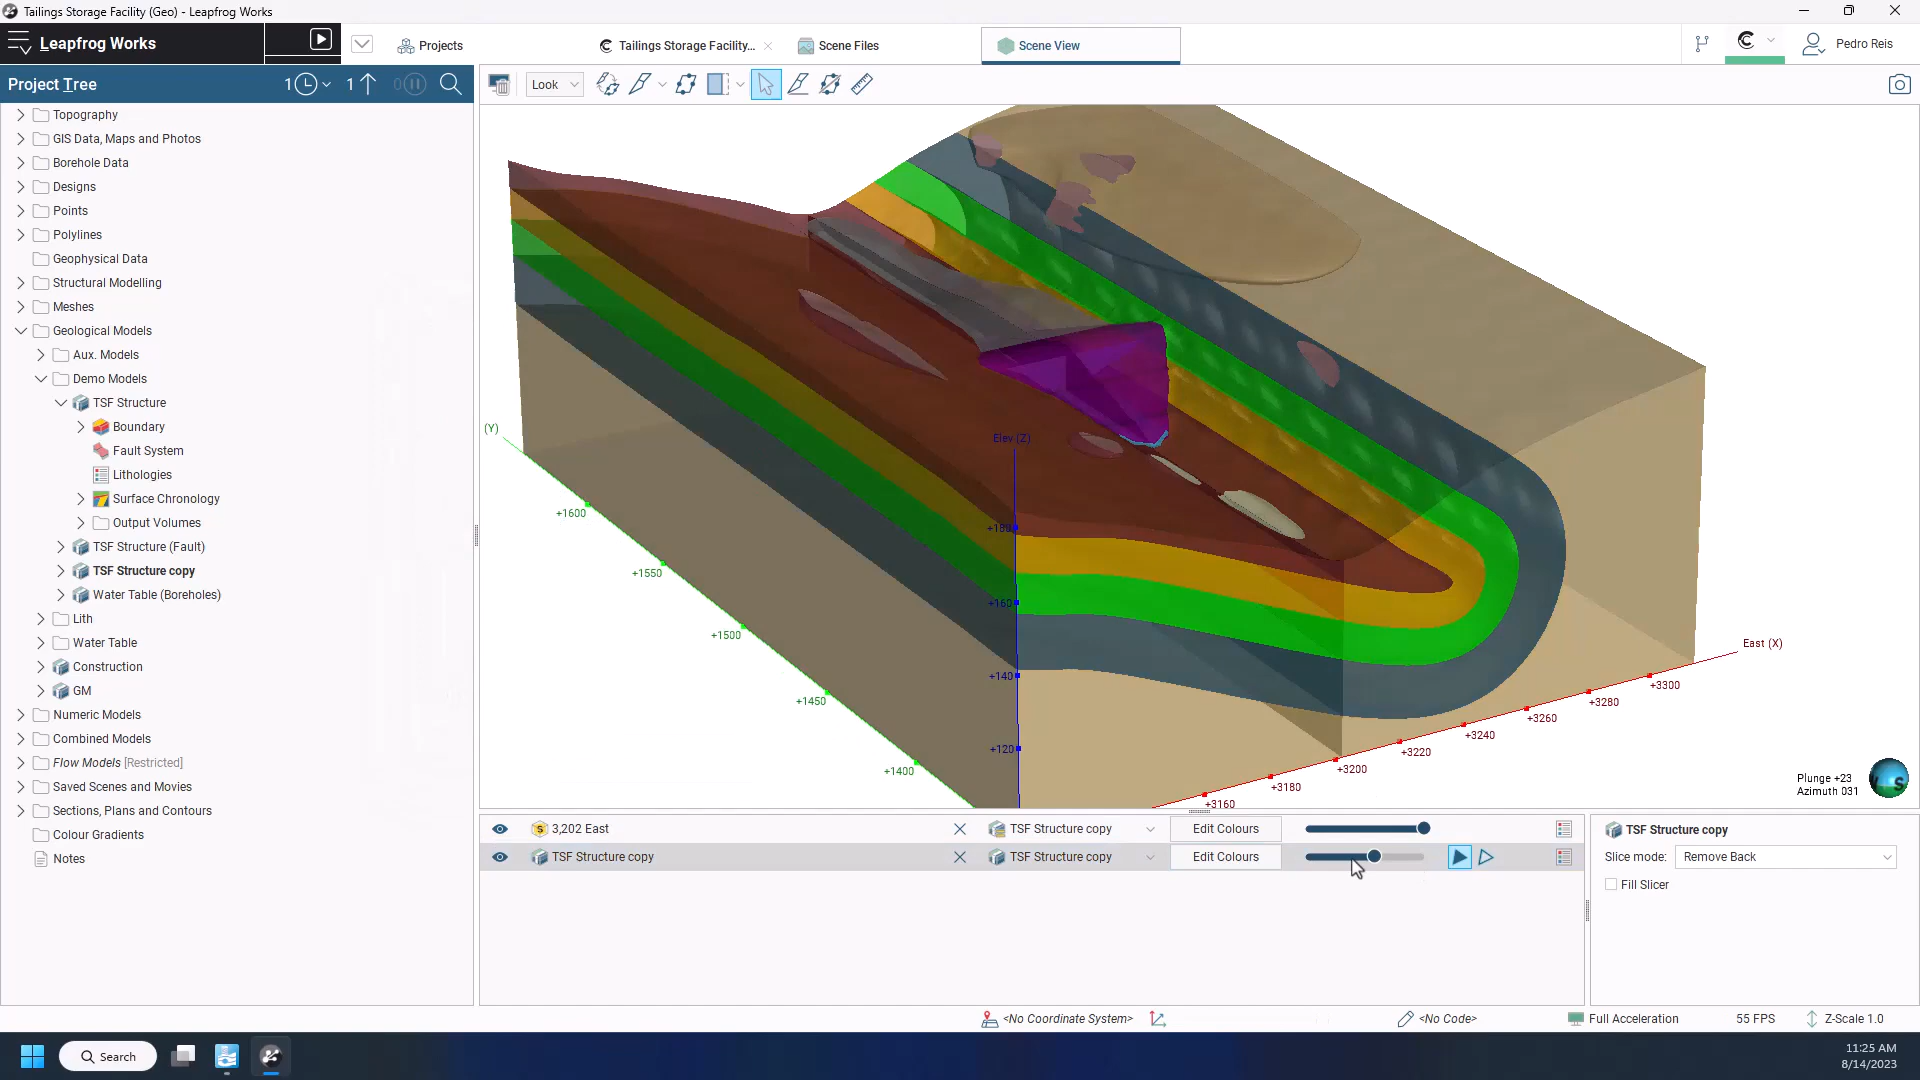 Tailings Storage Facility (Geo) - Leapfrog Works
Leapfrog Works
Projects
Tailings Storage Facility...
Scene Files
Scene View
Pedro Reis
Project Tree
1
1
0
Look
Topography
GIS Data, Maps and Photos
Borehole Data
Designs
Points
Polylines
Geophysical Data
Structural Modelling
Meshes
Geological Models
Aux. Models
Demo Models
TSF Structure
Boundary
Fault System
Lithologies
Surface Chronology
Output Volumes
TSF Structure (Fault)
TSF Structure copy
Water Table (Boreholes)
Lith
Water Table
Construction
GM
Numeric Models
Combined Models
Flow Models [Restricted]
Saved Scenes and Movies
Sections, Plans and Contours
Colour Gradients
Notes
(Y)
+1600
+1550
+1500
+1450
+1400
Elev (Z)
+180
+160
+140
+120
East (X)
+3300
+3280
+3260
+3240
+3220
+3200
+3180
+3160
Plunge +23
Azimuth 031
3,202 East
TSF Structure copy
Edit Colours
TSF Structure copy
TSF Structure copy
Edit Colours
TSF Structure copy
Slice mode:
Remove Back
Fill Slicer
<No Coordinate System>
<No Code>
Full Acceleration
55 FPS
Z-Scale 1.0
Search
11:25 AM
8/14/2023